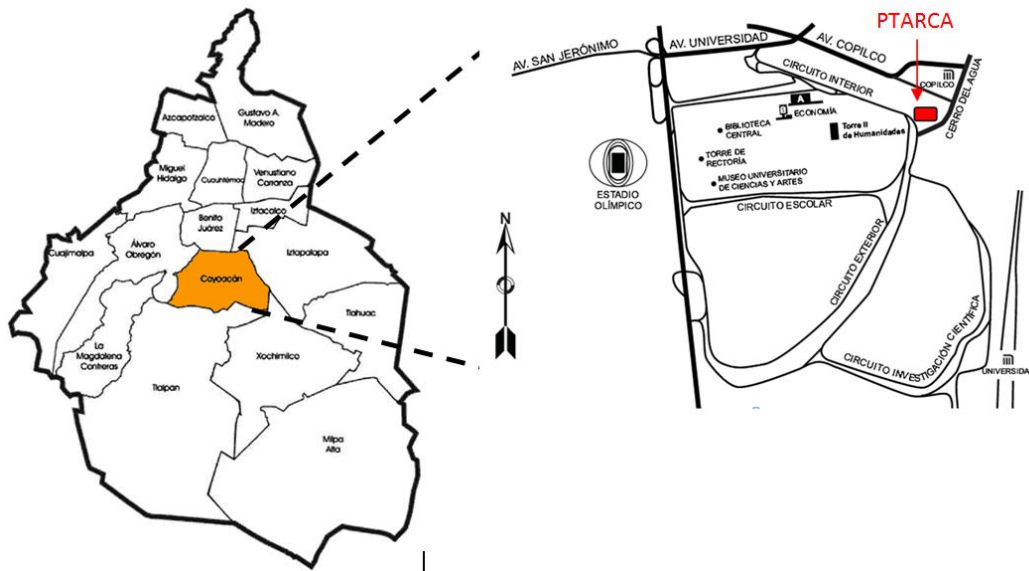 Gustavo A.
Madero
Azcapotzalco
Miguel
Hidalgo
Cuauhtémoc
Venustiano
Carranza
Iztacalco
Benito
Juárez
Cuajimalpa
Álvaro
Obregón
Iztapalapa
Coyoacán
Tlahuac
La
Magdalena
Contreras
Xochimilco
Tlalpan
Milpa
Alta
N
PTARCA
AV. SAN JERÓNIMO
AV. UNIVERSIDAD
AV. COPILCO
CIRCUITO INTERIOR
COPILCO
CERRO DEL AGUA
A
ECONOMÍA
BIBLIOTECA
CENTRAL
Torre II
de Humanidades
TORRE DE
RECTORÍA
MUSEO UNIVERSITARIO
DE CIENCIAS Y ARTES
ESTADIO
OLÍMPICO
CIRCUITO ESCOLAR
CIRCUITO EXTERIOR
CIRCUITO INVESTIGACIÓN CIENTÍFICA
UNIVERSIDA